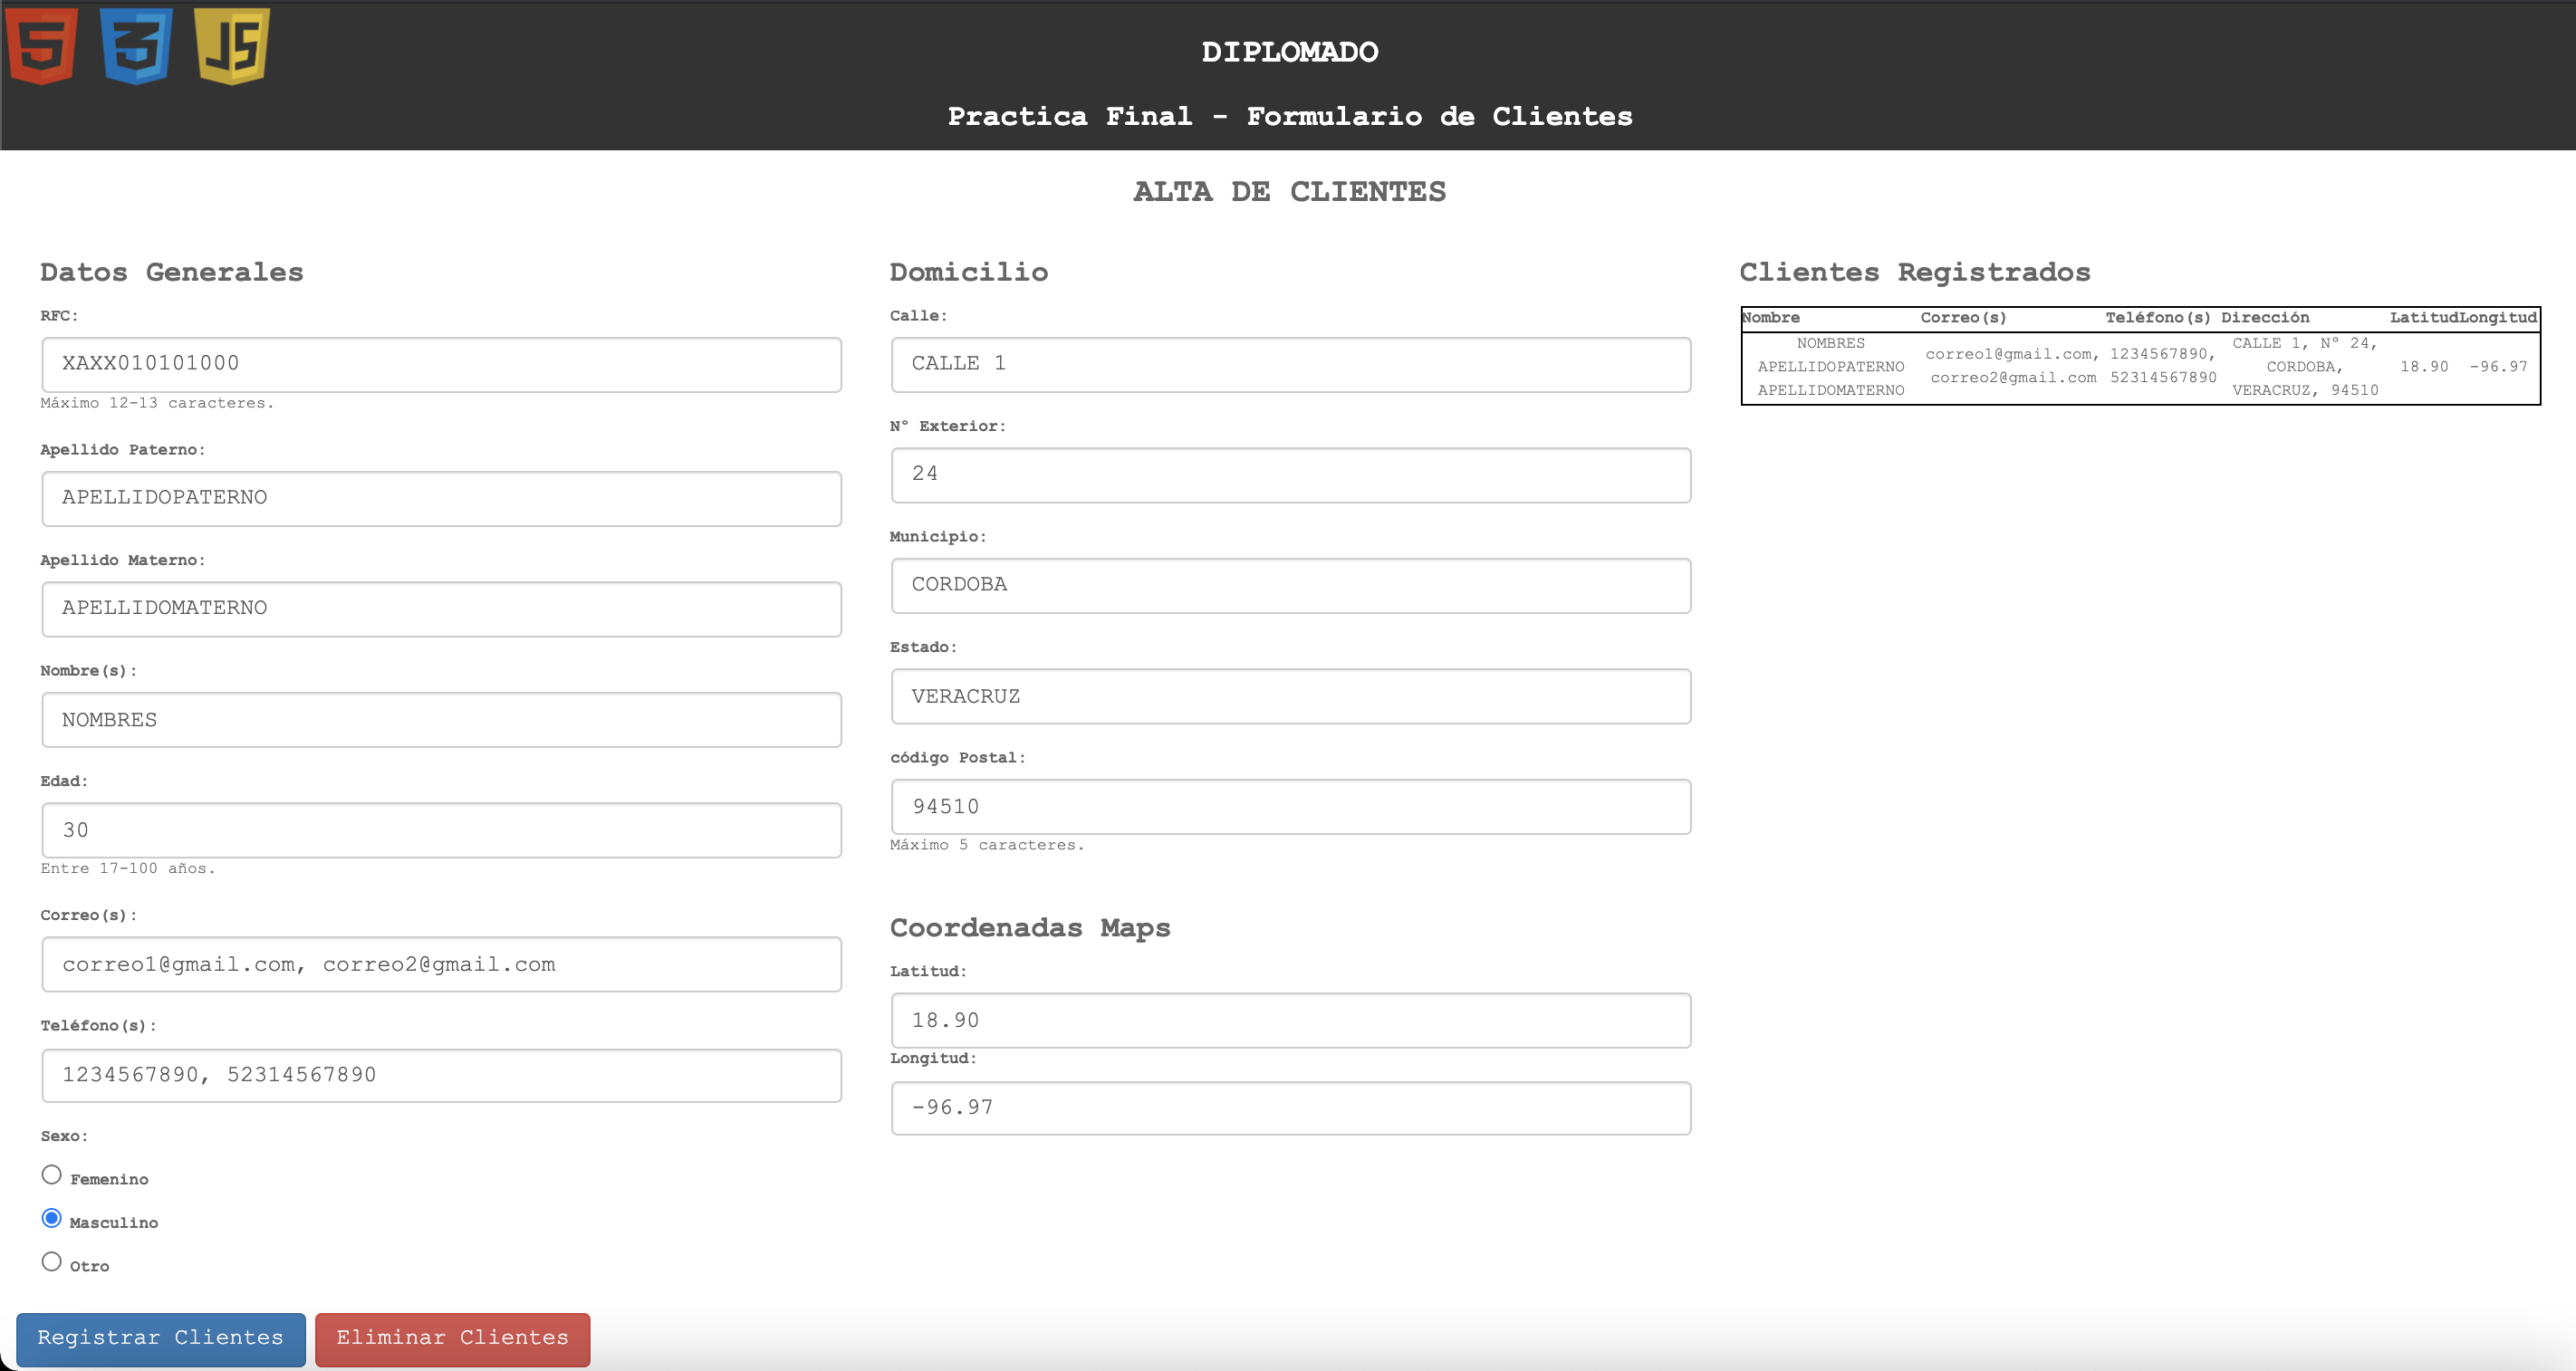 5 3 JS
DIPLOMADO
Practica Final - Formulario de Clientes
ALTA DE CLIENTES
Datos Generales
RFC:
XAXX010101000
Máximo 12-13 caracteres.
Apellido Paterno:
APELLIDOPATERNO
Apellido Materno:
APELLIDOMATERNO
Nombre(s):
NOMBRES
Edad:
30
Entre 17-100 años.
Correo(s):
correo1@gmail.com, correo2@gmail.com
Teléfono(s):
1234567890, 52314567890
Sexo:
Femenino
Masculino
Otro
Domicilio
Calle:
CALLE 1
N° Exterior:
24
Municipio:
CORDOBA
Estado:
VERACRUZ
código Postal:
94510
Máximo 5 caracteres.
Coordenadas Maps
Latitud:
18.90
Longitud:
-96.97
Clientes Registrados
Nombre Correo(s) Teléfono(s) Dirección Latitud Longitud
NOMBRES
APELLIDOPATERNO
APELLIDOMATERNO
correo1@gmail.com,
correo2@gmail.com
1234567890,
52314567890
CALLE 1, N° 24,
CORDOBA,
VERACRUZ, 94510
18.90
-96.97
Registrar Clientes
Eliminar Clientes